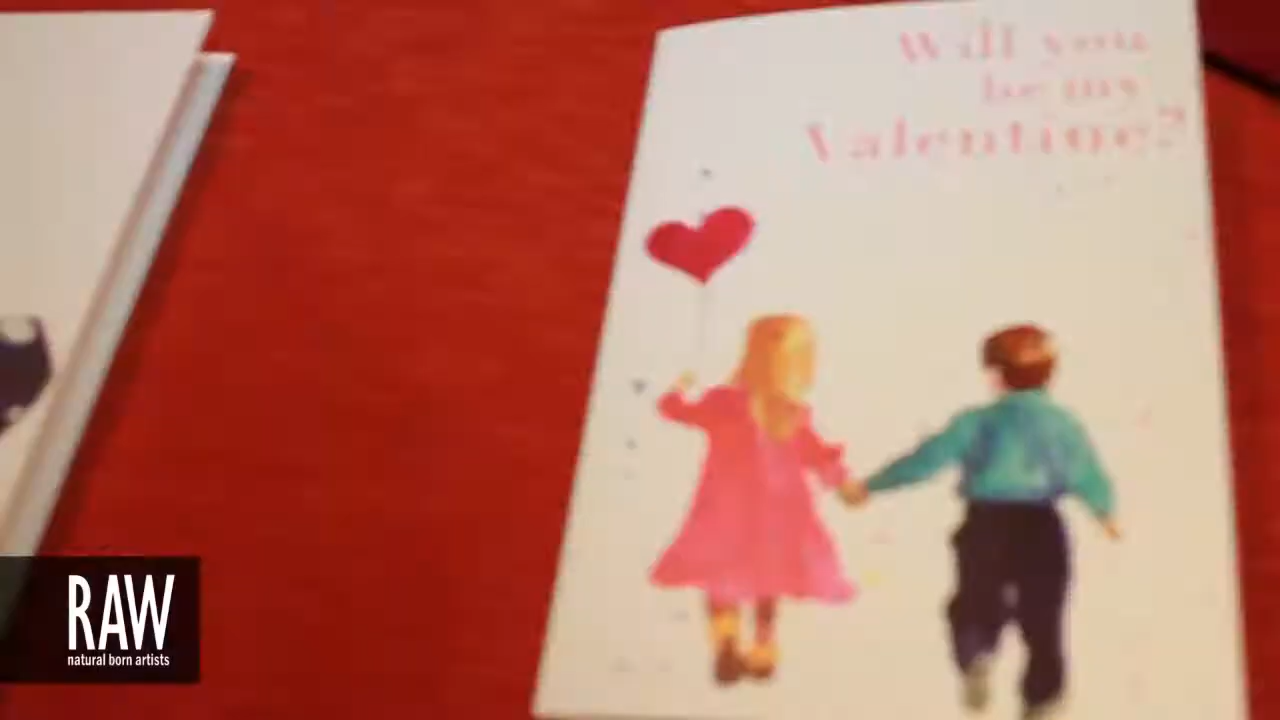 Will you
be my
Valentine?
RAW
natural born artists